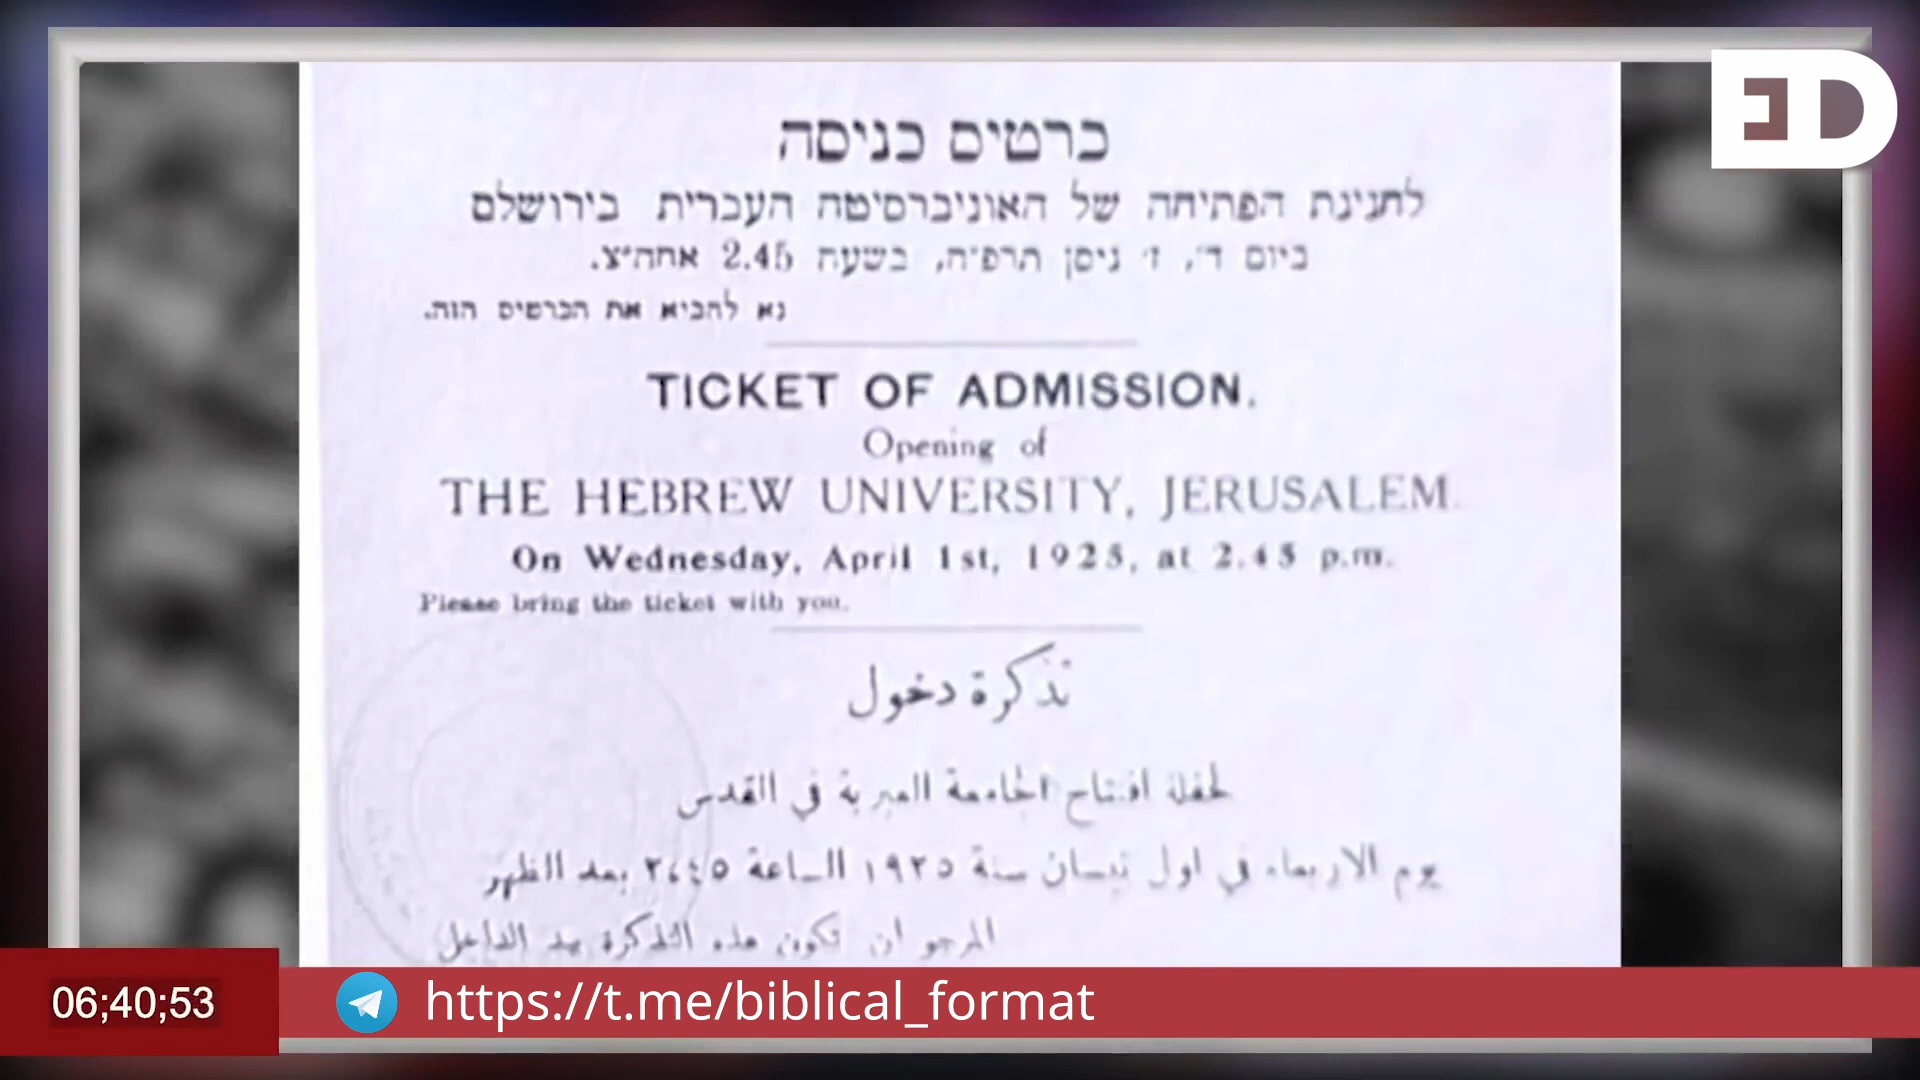 כרטיס כניסה
לחגיגת הפתיחה של האוניברסיטה העברית בירושלם
ביום ד׳, ז׳ ניסן תרפ״ה, בשעה 2.45 אחה״צ.
נא להביא את הכרטיס הזה.
TICKET OF ADMISSION.
Opening of
THE HEBREW UNIVERSITY, JERUSALEM.
On Wednesday, April 1st, 1925, at 2.45 p.m.
Please bring the ticket with you.
تذكرة دخول
لحفلة افتتاح الجامعة العبرية في القدس
يوم الاربعاء في اول نيسان سنة ١٩٢٥ الساعة ٢،٤٥ بعد الظهر
المرجو ان تكون هذه التذكرة بيد الداخل
06;40;53
https://t.me/biblical_format